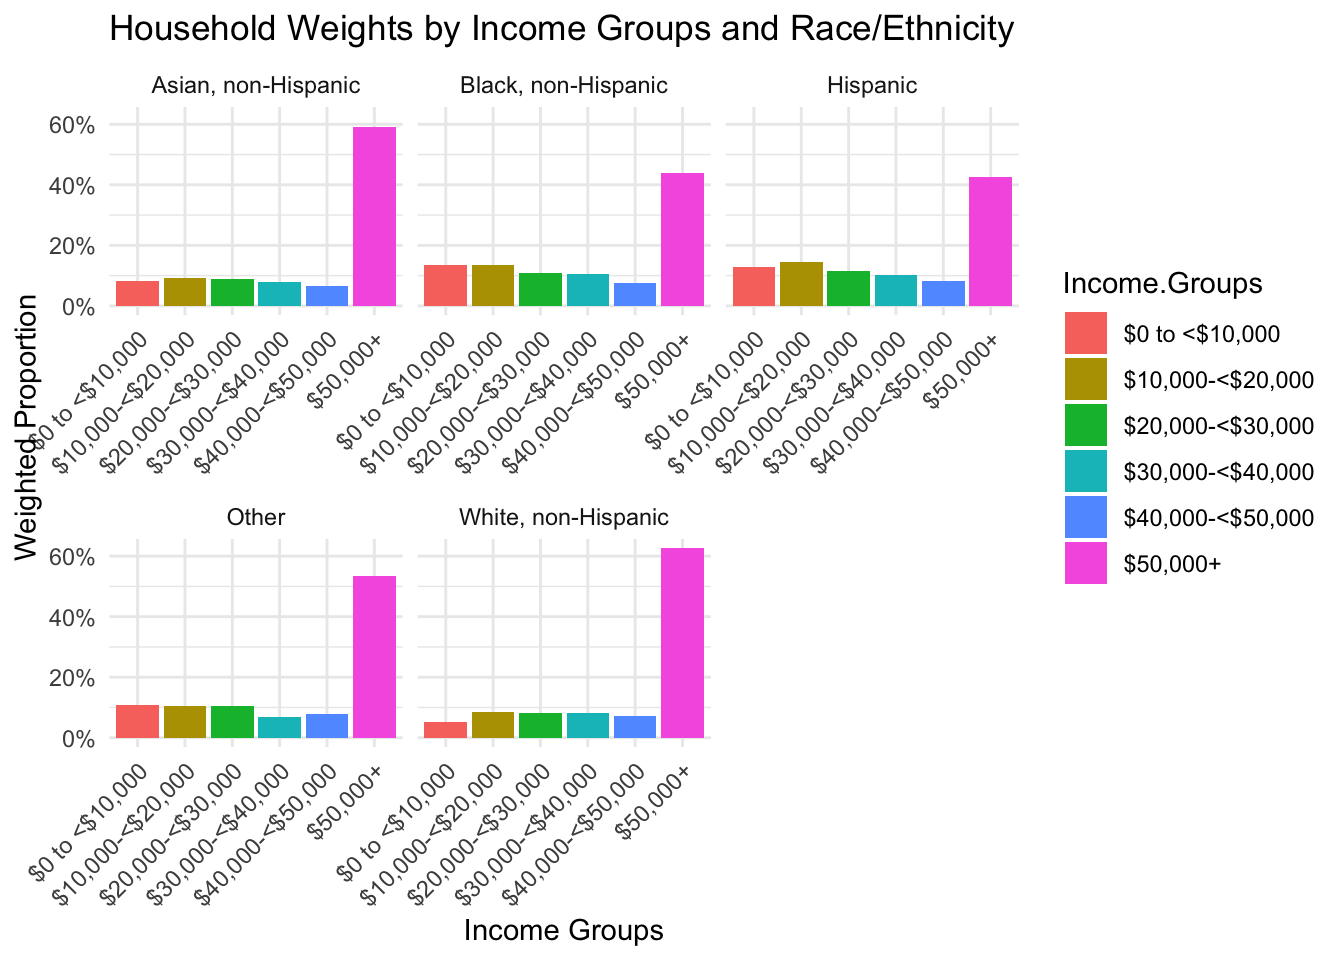 Household Weights by Income Groups and Race/Ethnicity
Asian, non-Hispanic
Black, non-Hispanic
Hispanic
60%
40%
20%
0%
$0 to <$10,000
$10,000-<$20,000
$20,000-<$30,000
$30,000-<$40,000
$40,000-<$50,000
$50,000+
$0 to <$10,000
$10,000-<$20,000
$20,000-<$30,000
$30,000-<$40,000
$40,000-<$50,000
$50,000+
$0 to <$10,000
$10,000-<$20,000
$20,000-<$30,000
$30,000-<$40,000
$40,000-<$50,000
$50,000+
Weighted Proportion
Other
White, non-Hispanic
60%
40%
20%
0%
$0 to <$10,000
$10,000-<$20,000
$20,000-<$30,000
$30,000-<$40,000
$40,000-<$50,000
$50,000+
$0 to <$10,000
$10,000-<$20,000
$20,000-<$30,000
$30,000-<$40,000
$40,000-<$50,000
$50,000+
Income Groups
Income.Groups
$0 to <$10,000
$10,000-<$20,000
$20,000-<$30,000
$30,000-<$40,000
$40,000-<$50,000
$50,000+